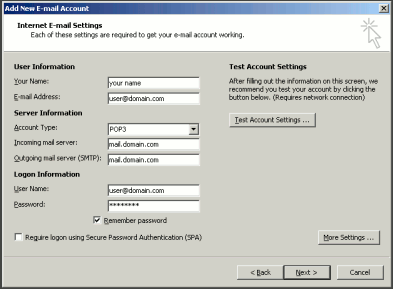 Add New E-mail Account
Internet E-mail Settings
Each of these settings are required to get your e-mail account working.
User Information
Your Name: your name
E-mail Address: user@domain.com
Server Information
Account Type: POP3
Incoming mail server: mail.domain.com
Outgoing mail server (SMTP): mail.domain.com
Logon Information
User Name: user@domain.com
Password: ********
Remember password
Require logon using Secure Password Authentication (SPA)
Test Account Settings
After filling out the information on this screen, we
recommend you test your account by clicking the
button below. (Requires network connection)
Test Account Settings ...
More Settings ...
< Back
Next >
Cancel